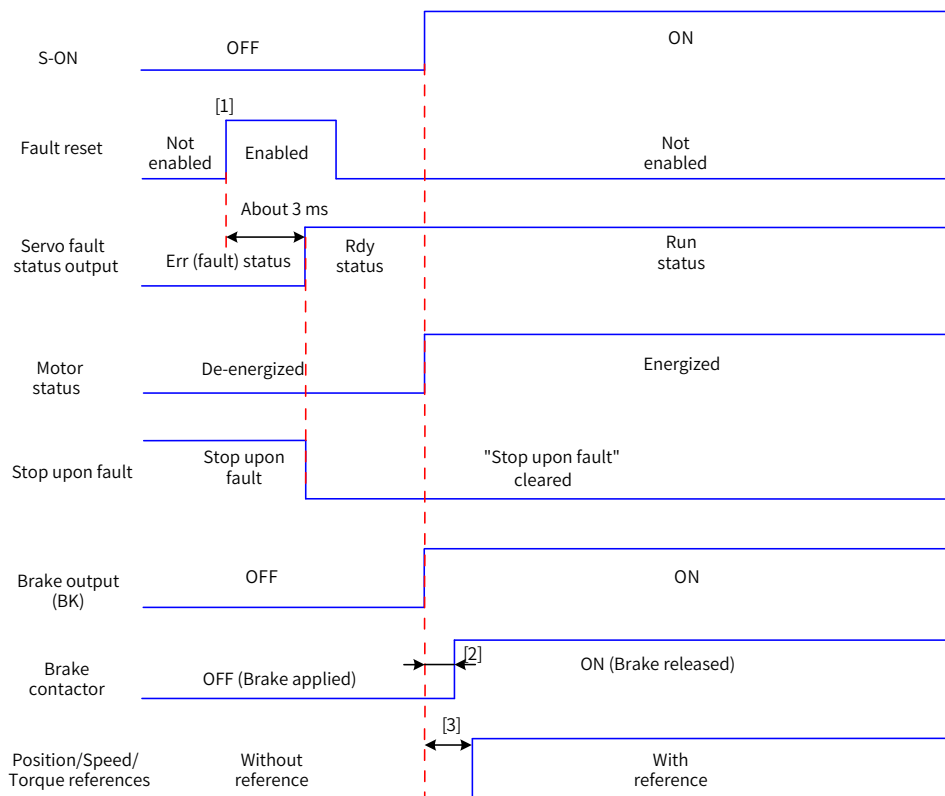 S-ON
OFF
ON
[1]
Fault reset
Not
enabled
Enabled
Not
enabled
About 3 ms
Servo fault
status output
Err (fault) status
Rdy
status
Run
status
Motor
status
De-energized
Energized
Stop upon fault
Stop upon
fault
"Stop upon fault"
cleared
Brake output
(BK)
OFF
ON
Brake
contactor
OFF (Brake applied)
[2]
ON (Brake released)
[3]
Position/Speed/
Torque references
Without
reference
With
reference